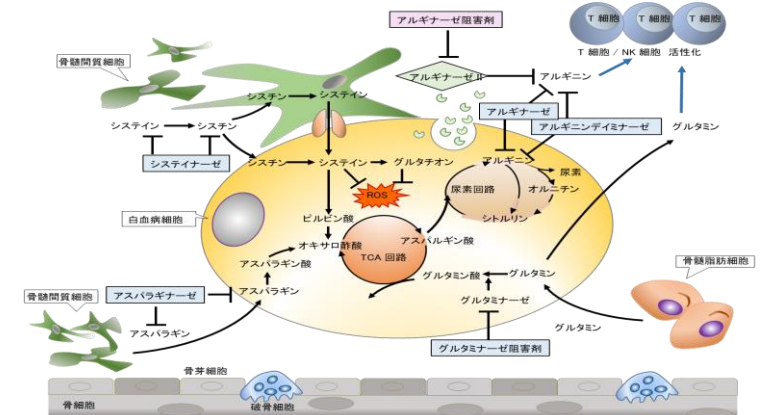 アルギナーゼ阻害剤
T 細胞
T 細胞
T 細胞
T 細胞 / NK 細胞 活性化
骨髄間質細胞
アルギナーゼ II
アルギニン
システイン
シスチン
シスチン
システイン
アルギナーゼ
アルギニンデイミナーゼ
グルタミン
システイナーゼ
シスチン
システイン
グルタチオン
アルギニン
尿素
ROS
尿素回路
オルニチン
白血病細胞
ピルビン酸
シトルリン
オキサロ酢酸
アスパルギン酸
TCA 回路
アスパラギン酸
グルタミン酸
グルタミン
骨髄脂肪細胞
骨髄間質細胞
アスパラギナーゼ
アスパラギン
グルタミナーゼ
アスパラギン
グルタミン
グルタミナーゼ阻害剤
骨芽細胞
骨細胞
破骨細胞